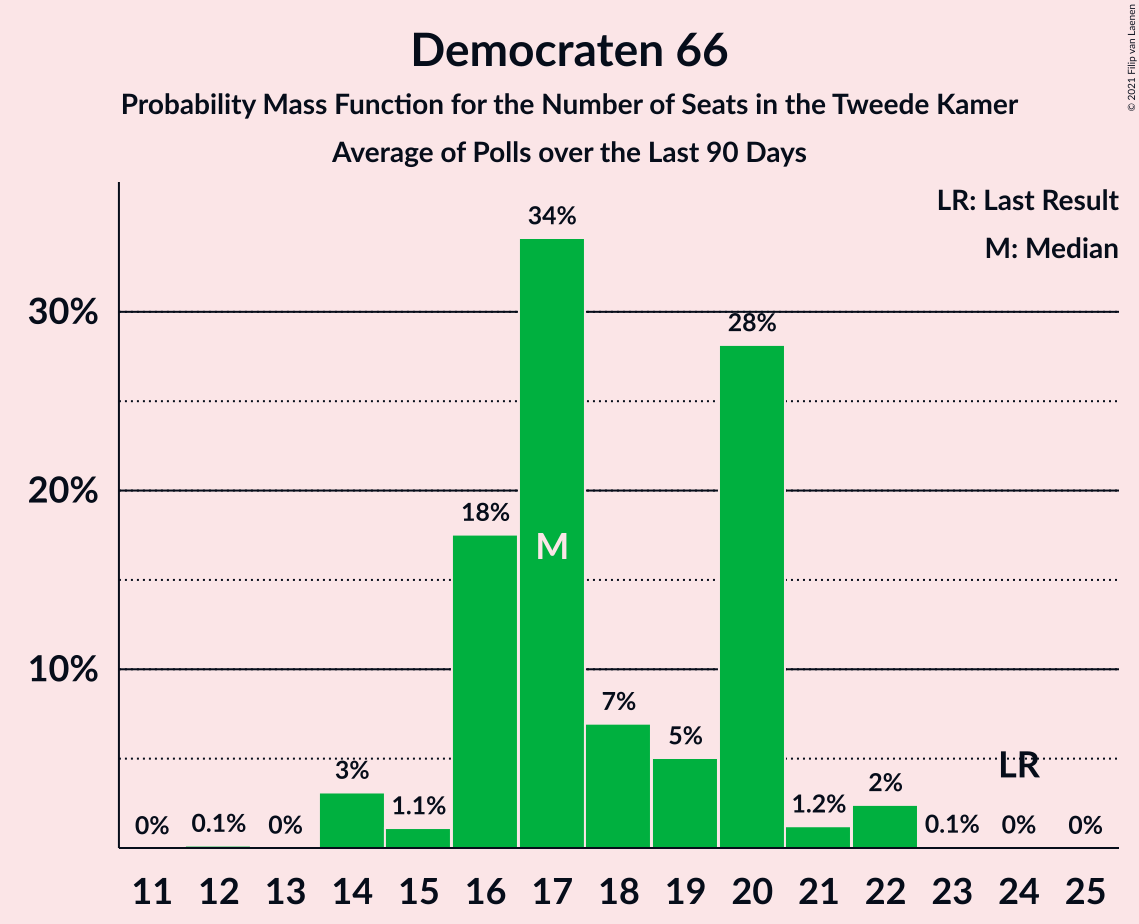 Democraten 66
Probability Mass Function for the Number of Seats in the Tweede Kamer
Average of Polls over the Last 90 Days
© 2021 Filip van Laenen
LR: Last Result
M: Median
30%
20%
10%
0%
0.1%
0%
3%
1.1%
18%
34%
M
7%
5%
28%
1.2%
2%
0.1%
LR
0%
0%
11 12 13 14 15 16 17 18 19 20 21 22 23 24 25